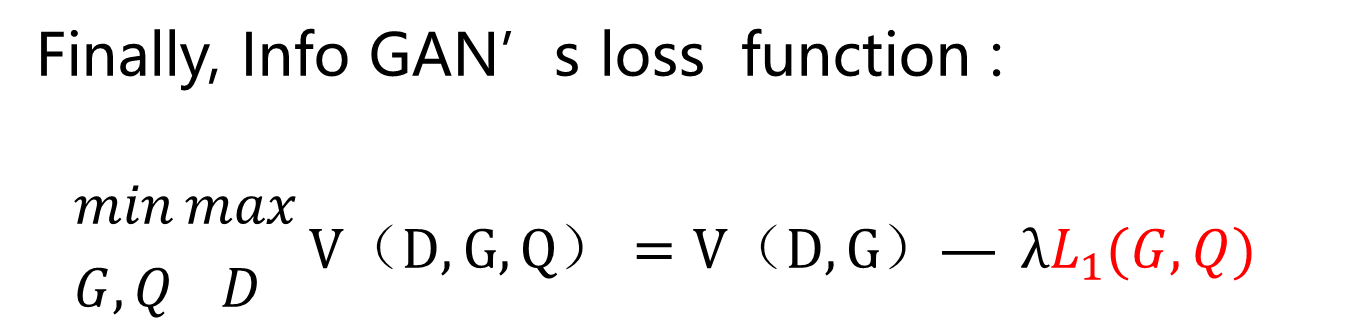 Finally, Info GAN’ s loss function :
min max
G, Q D
V（D, G, Q） = V（D, G）— λL₁(G, Q)